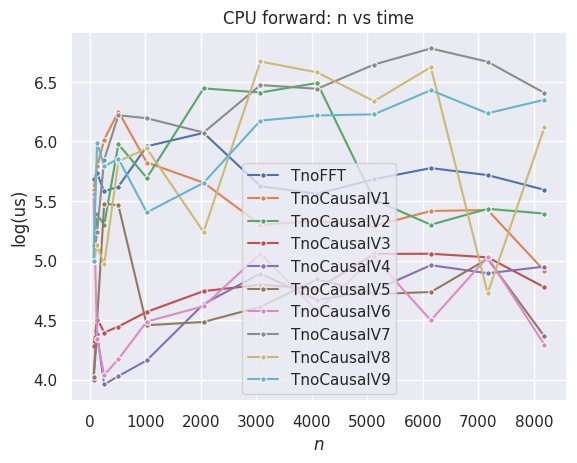 CPU forward: n vs time
log(us)
6.5
6.0
5.5
5.0
4.5
4.0
TnoFFT
TnoCausalV1
TnoCausalV2
TnoCausalV3
TnoCausalV4
TnoCausalV5
TnoCausalV6
TnoCausalV7
TnoCausalV8
TnoCausalV9
0 1000 2000 3000 4000 5000 6000 7000 8000
n